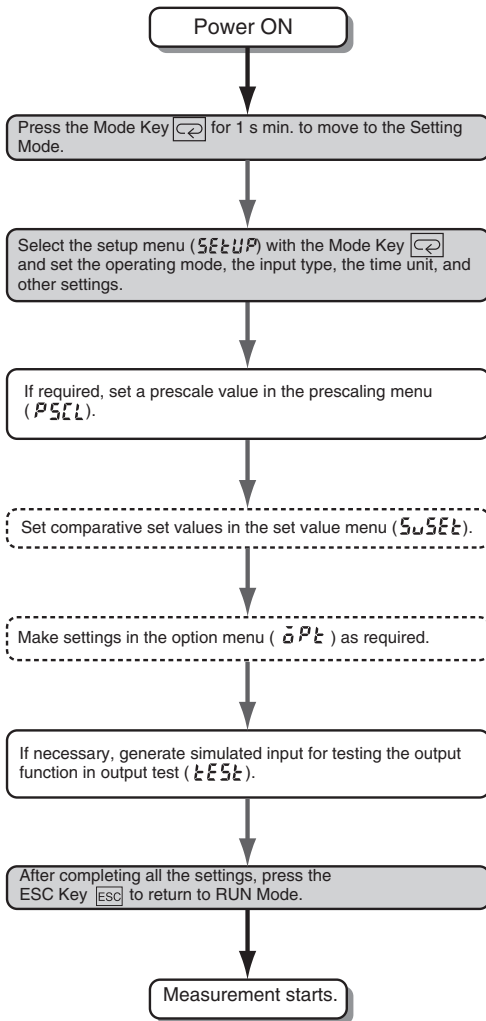 Power ON
Press the Mode Key for 1 s min. to move to the Setting
Mode.
Select the setup menu (SEtUP) with the Mode Key
and set the operating mode, the input type, the time unit, and
other settings.
If required, set a prescale value in the prescaling menu
(PSCL).
Set comparative set values in the set value menu (SvSEt).
Make settings in the option menu ( oPt ) as required.
If necessary, generate simulated input for testing the output
function in output test (tESt).
After completing all the settings, press the
ESC Key ESC to return to RUN Mode.
Measurement starts.